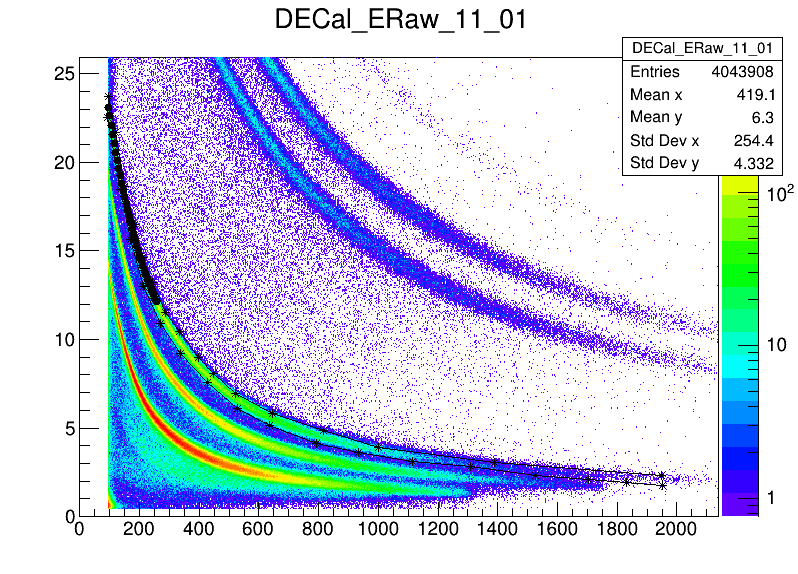 DECal_ERaw_11_01
DECal_ERaw_11_01
Entries 4043908
Mean x 419.1
Mean y 6.3
Std Dev x 254.4
Std Dev y 4.332
25
20
15
10
5
0
0 200 400 600 800 1000 1200 1400 1600 1800 2000
10²
10
1